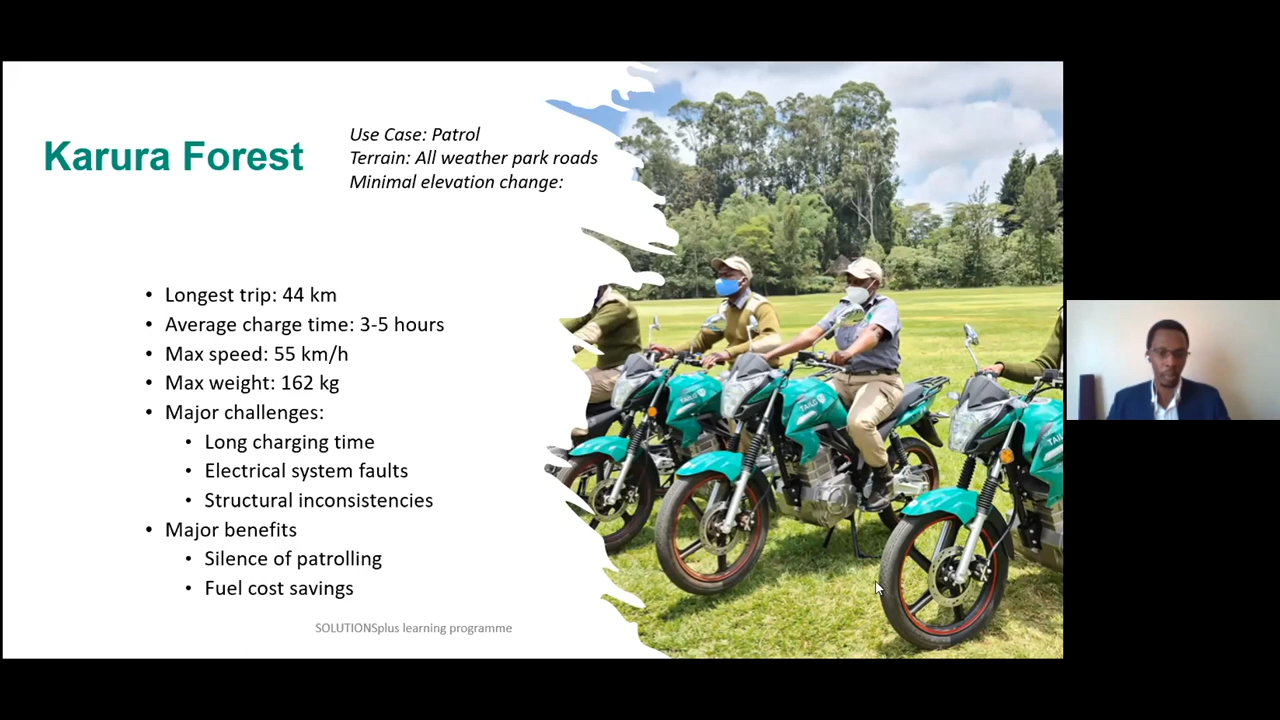 Karura Forest
Use Case: Patrol
Terrain: All weather park roads
Minimal elevation change:
• Longest trip: 44 km
• Average charge time: 3-5 hours
• Max speed: 55 km/h
• Max weight: 162 kg
• Major challenges:
• Long charging time
• Electrical system faults
• Structural inconsistencies
• Major benefits
• Silence of patrolling
• Fuel cost savings
SOLUTIONSplus learning programme
TAILG
TAILG